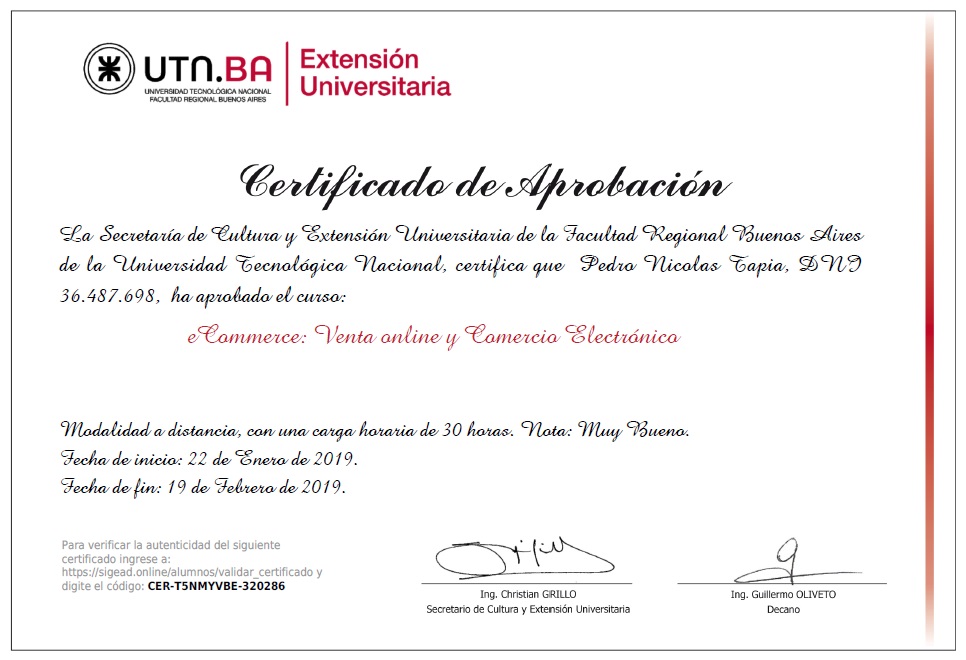 UTN.BA
UNIVERSIDAD TECNOLÓGICA NACIONAL
FACULTAD REGIONAL BUENOS AIRES
Extensión
Universitaria
Certificado de Aprobación
La Secretaría de Cultura y Extensión Universitaria de la Facultad Regional Buenos Aires
de la Universidad Tecnológica Nacional, certifica que Pedro Nicolas Tapia, DNI
36.487.698, ha aprobado el curso:
eCommerce: Venta online y Comercio Electrónico
Modalidad a distancia, con una carga horaria de 30 horas. Nota: Muy Bueno.
Fecha de inicio: 22 de Enero de 2019.
Fecha de fin: 19 de Febrero de 2019.
Para verificar la autenticidad del siguiente
certificado ingrese a:
https://sigead.online/alumnos/validar_certificado y
digite el código: CER-T5NMYVBE-320286
Ing. Christian GRILLO
Secretario de Cultura y Extensión Universitaria
Ing. Guillermo OLIVETO
Decano